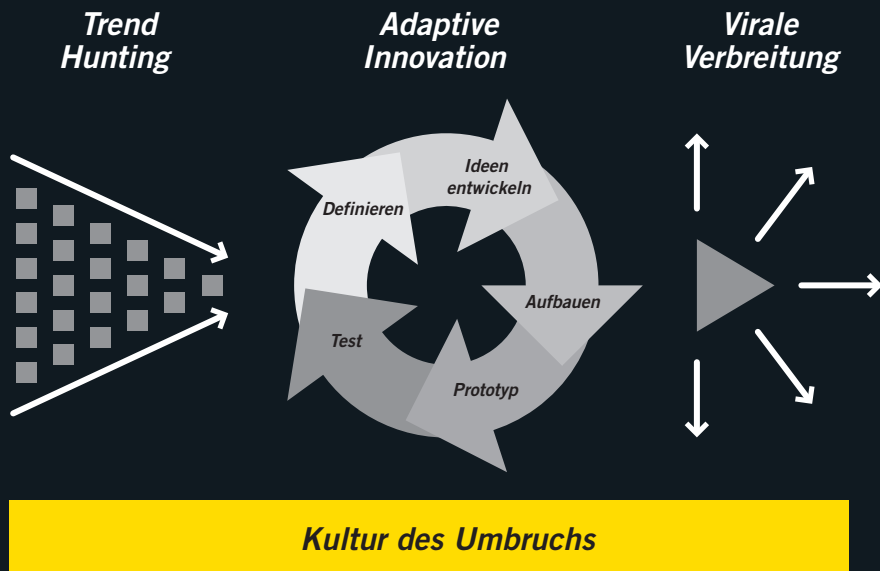 Trend
Hunting
Adaptive
Innovation
Virale
Verbreitung
Ideen
entwickeln
Definieren
Aufbauen
Test
Prototyp
Kultur des Umbruchs